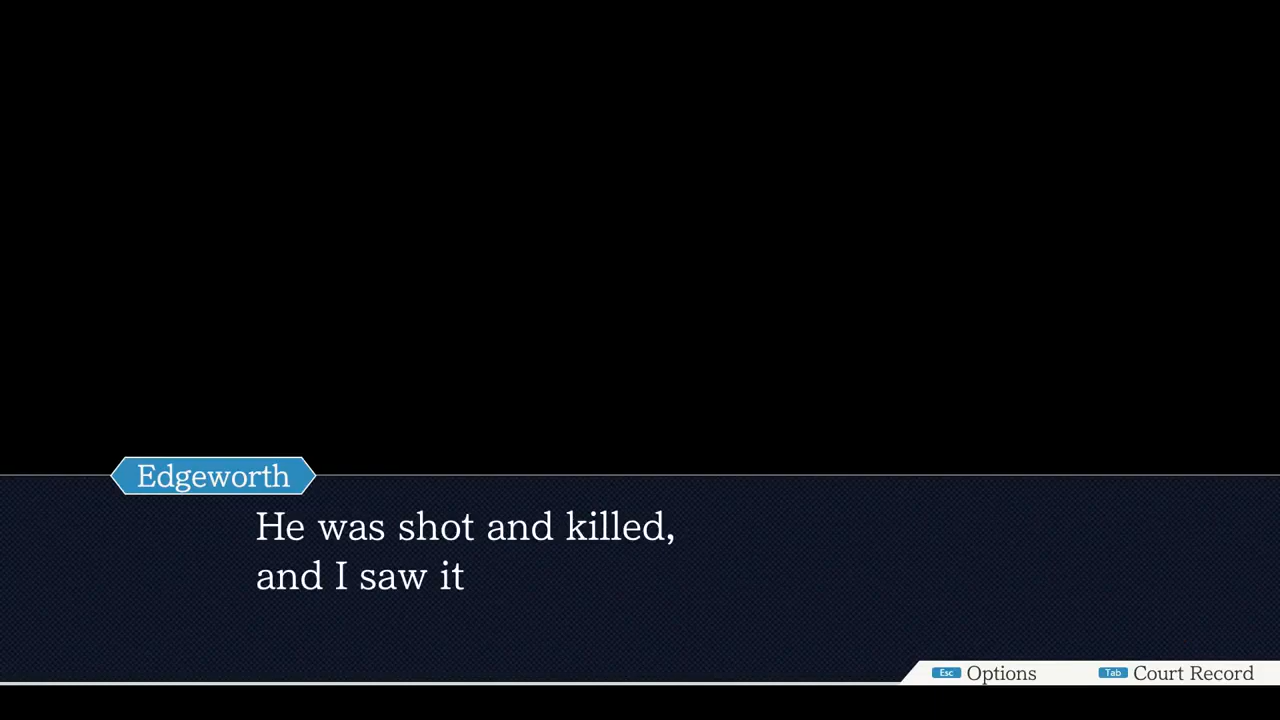 Edgeworth
He was shot and killed,
and I saw it
Esc Options Tab Court Record